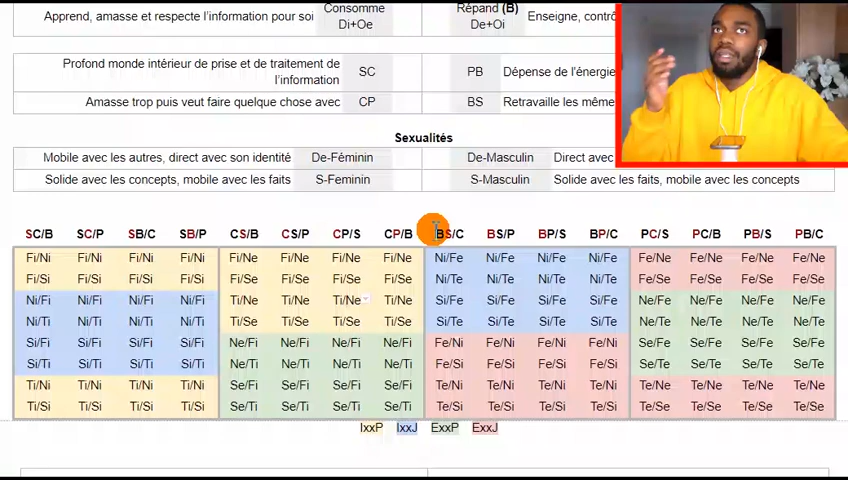 Apprend, amasse et respecte l'information pour soi Consomme Di+Oe Répand (B) De+Oi Enseigne, contrô
Profond monde intérieur de prise et de traitement de l'information SC PB Dépense de l'énergie
Amasse trop puis veut faire quelque chose avec CP BS Retravaille les même
Sexualités
Mobile avec les autres, direct avec son identité De-Féminin De-Masculin Direct avec
Solide avec les concepts, mobile avec les faits S-Feminin S-Masculin Solide avec les faits, mobile avec les concepts
SC/B SC/P SB/C SB/P CS/B CS/P CP/S CP/B BS/C BS/P BP/S BP/C PC/S PC/B PB/S PB/C
Fi/Ni Fi/Ni Fi/Ni Fi/Ni Fi/Ne Fi/Ne Fi/Ne Fi/Ne Ni/Fe Ni/Fe Ni/Fe Ni/Fe Fe/Ne Fe/Ne Fe/Ne Fe/Ne
Fi/Si Fi/Si Fi/Si Fi/Si Fi/Se Fi/Se Fi/Se Fi/Se Ni/Te Ni/Te Ni/Te Ni/Te Fe/Se Fe/Se Fe/Se Fe/Se
Ni/Fi Ni/Fi Ni/Fi Ni/Fi Ti/Ne Ti/Ne Ti/Ne Ti/Ne Si/Fe Si/Fe Si/Fe Si/Fe Ne/Fe Ne/Fe Ne/Fe Ne/Fe
Ni/Ti Ni/Ti Ni/Ti Ni/Ti Ti/Se Ti/Se Ti/Se Ti/Se Si/Te Si/Te Si/Te Si/Te Ne/Te Ne/Te Ne/Te Ne/Te
Si/Fi Si/Fi Si/Fi Si/Fi Ne/Fi Ne/Fi Ne/Fi Ne/Fi Fe/Ni Fe/Ni Fe/Ni Fe/Ni Se/Fe Se/Fe Se/Fe Se/Fe
Si/Ti Si/Ti Si/Ti Si/Ti Ne/Ti Ne/Ti Ne/Ti Ne/Ti Fe/Si Fe/Si Fe/Si Fe/Si Se/Te Se/Te Se/Te Se/Te
Ti/Ni Ti/Ni Ti/Ni Ti/Ni Se/Fi Se/Fi Se/Fi Se/Fi Te/Ni Te/Ni Te/Ni Te/Ni Te/Ne Te/Ne Te/Ne Te/Ne
Ti/Si Ti/Si Ti/Si Ti/Si Se/Ti Se/Ti Se/Ti Se/Ti Te/Si Te/Si Te/Si Te/Si Te/Se Te/Se Te/Se Te/Se
IxxP IxxJ ExxP ExxJ